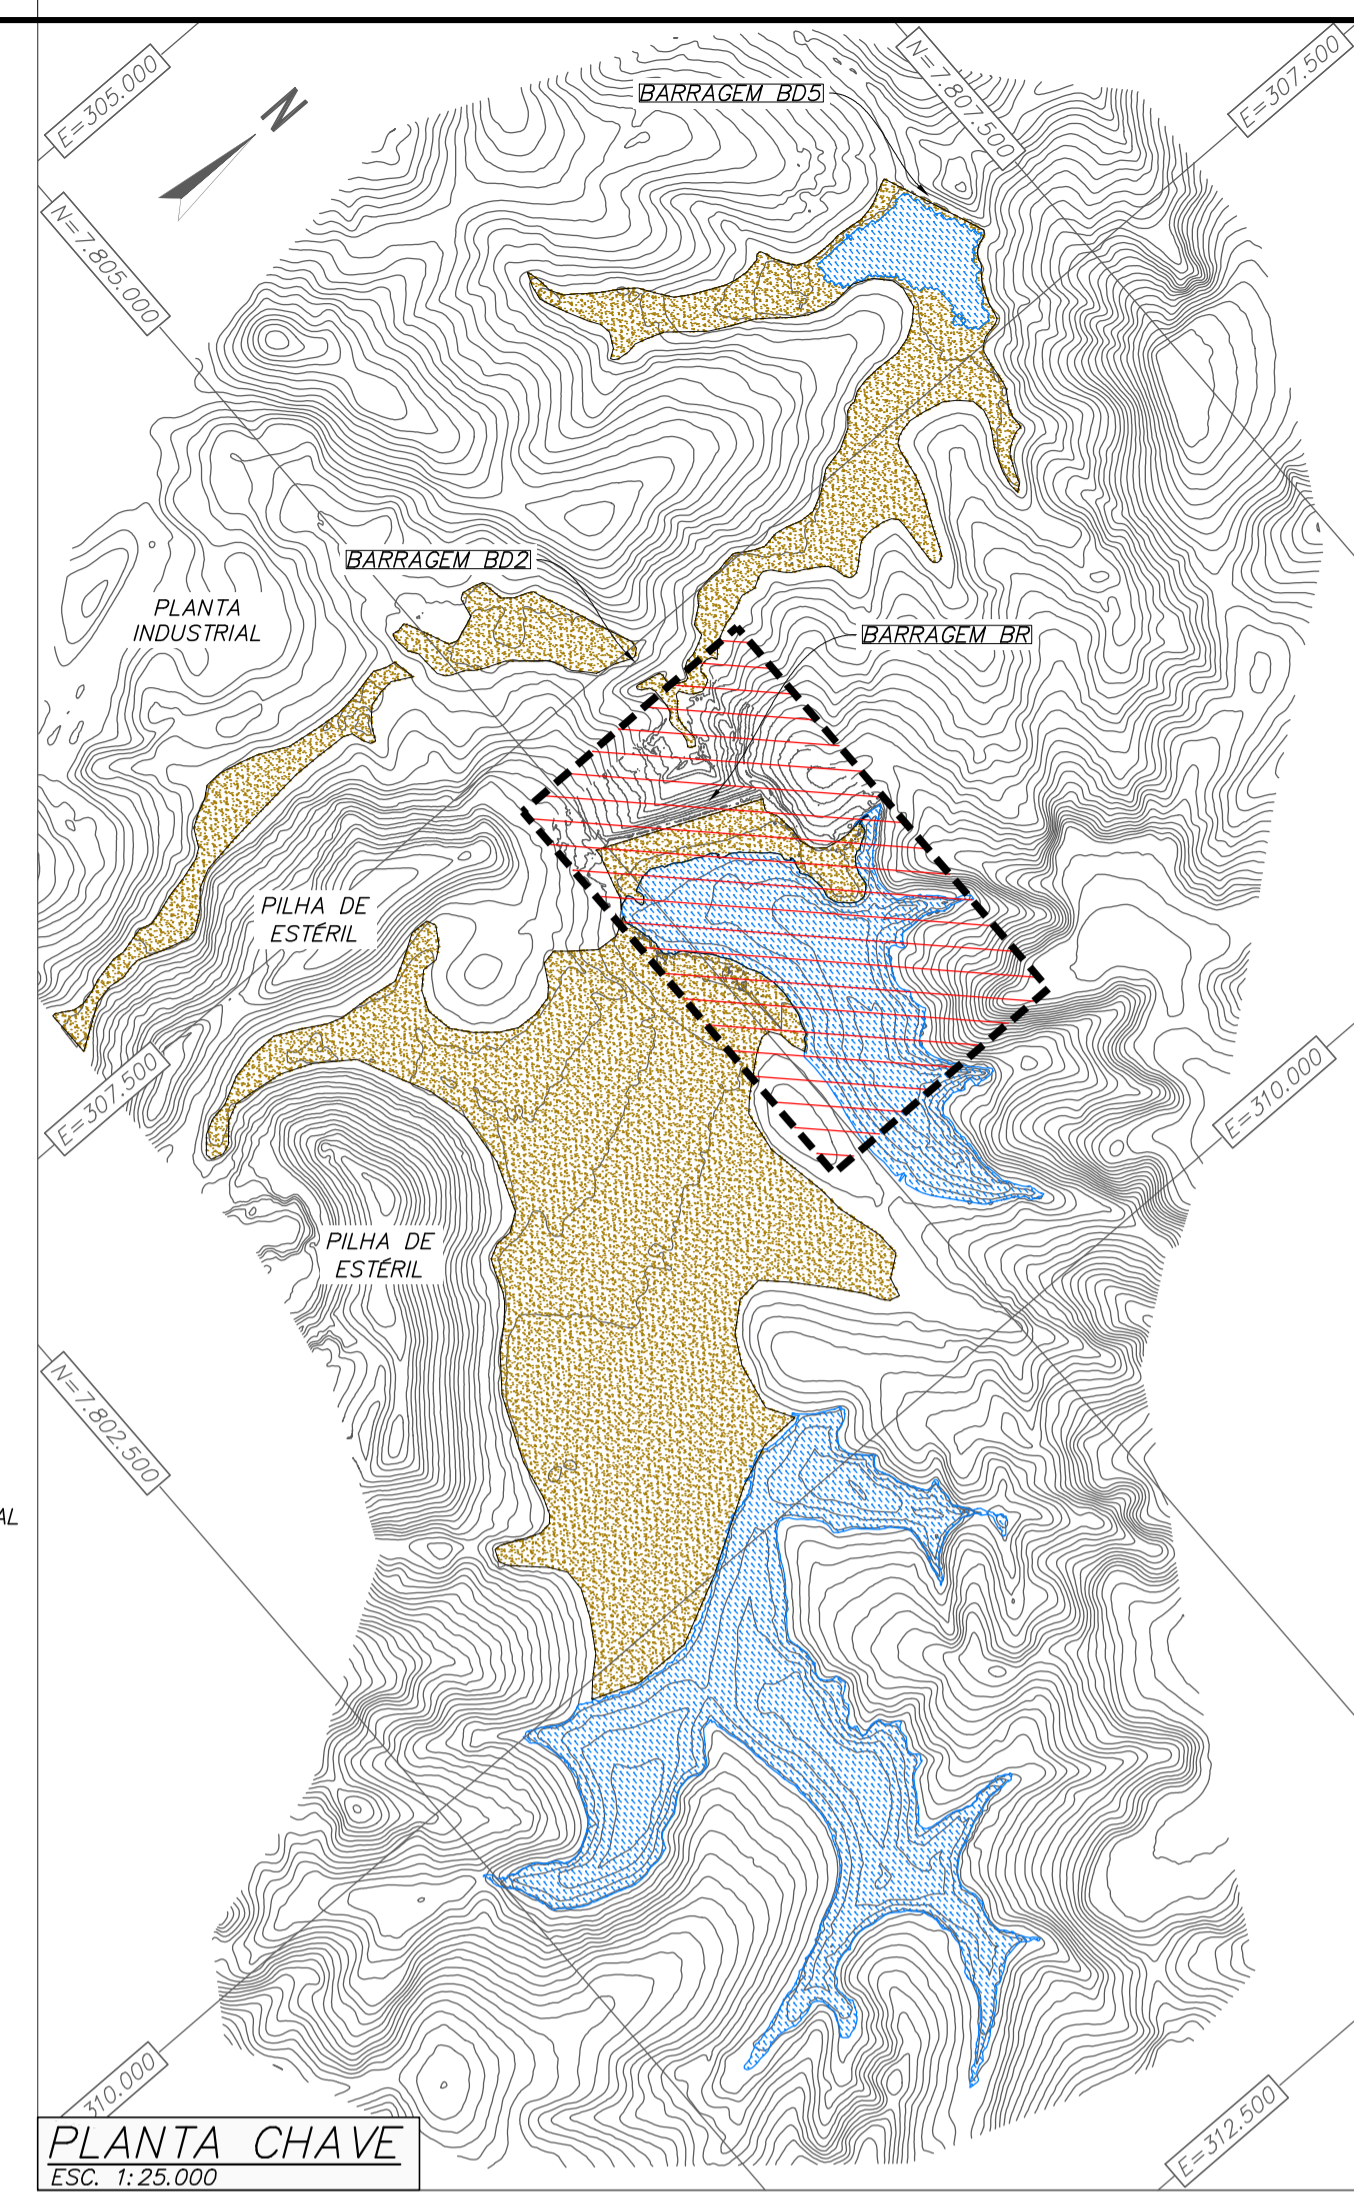 E=305.000
N
BARRAGEM BD5
N=7.807.500
E=307.500
N=7.805.000
BARRAGEM BD2
PLANTA
INDUSTRIAL
BARRAGEM BR
PILHA DE
ESTÉRIL
E=307.500
E=310.000
PILHA DE
ESTÉRIL
N=7.802.500
AL
310.000
E=312.500
PLANTA CHAVE
ESC. 1:25.000